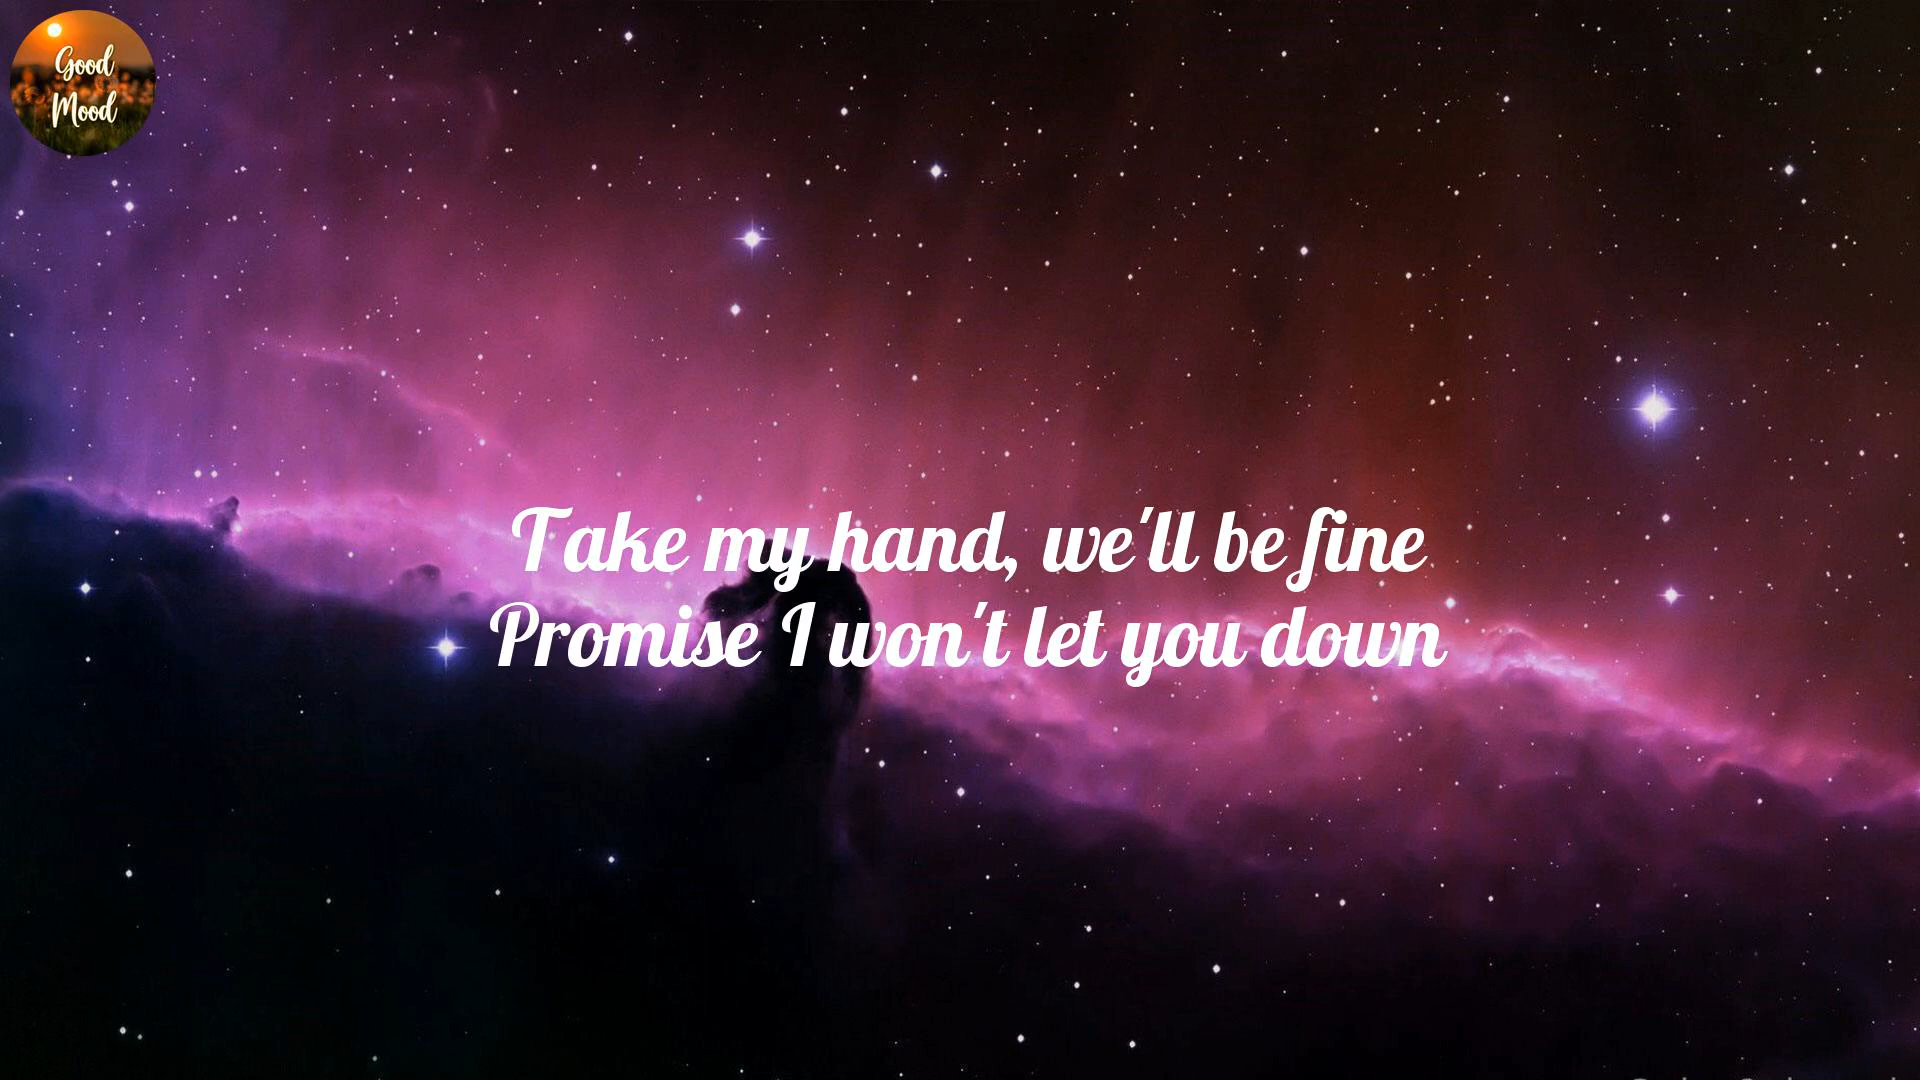 Good
Mood
Take my hand, we'll be fine
Promise I won't let you down